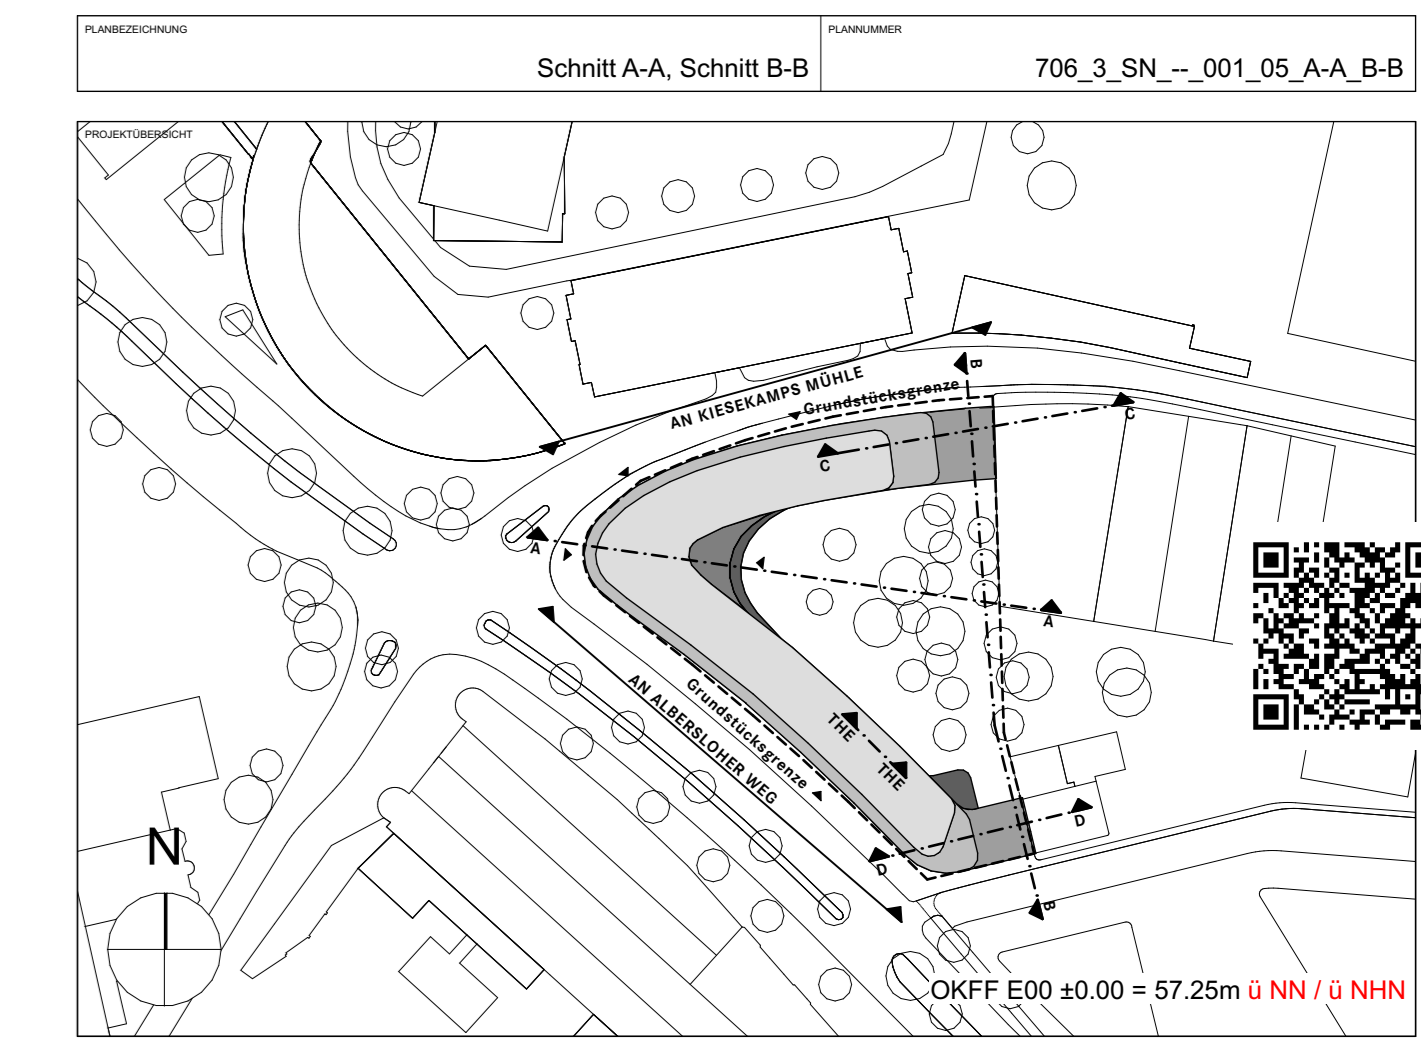 PLANBEZEICHNUNG
Schnitt A-A, Schnitt B-B
PLANNUMMER
706_3_SN_--_001_05_A-A_B-B
PROJEKTÜBERSICHT
B
AN KIESEKAMPS MÜHLE
Grundstücksgrenze
C
C
A
A
Grundstücksgrenze
AN ALBERSLOHER WEG
THE
THE
D
D
B
N
OKFF E00 ±0.00 = 57.25m ü NN / ü NHN